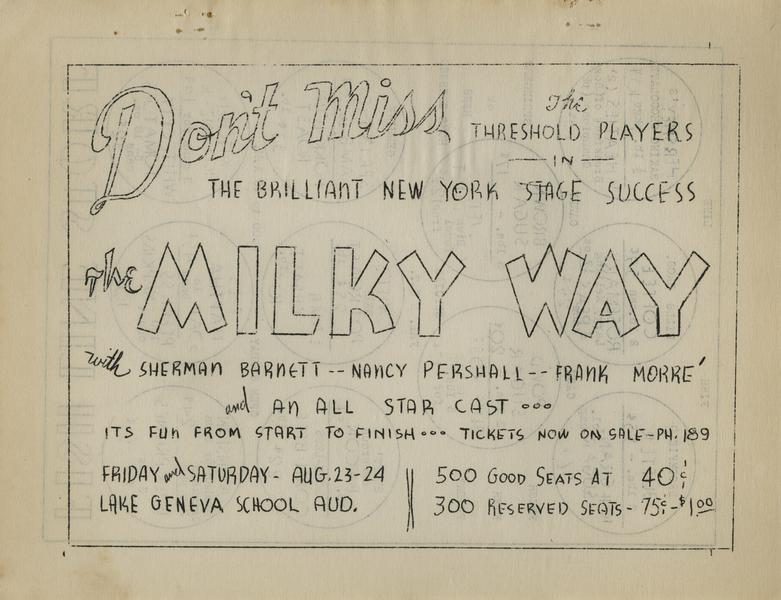 Don't Miss The
THRESHOLD PLAYERS
— IN —
THE BRILLIANT NEW YORK STAGE SUCCESS
The MILKY WAY
with SHERMAN BARNETT -- NANCY PERSHALL -- FRANK MORRE'
and AN ALL STAR CAST ...
ITS FUN FROM START TO FINISH... TICKETS NOW ON SALE-PH. 189
FRIDAY and SATURDAY - AUG. 23-24
LAKE GENEVA SCHOOL AUD.
500 GOOD SEATS AT 40¢
300 RESERVED SEATS - 75¢-$1.00